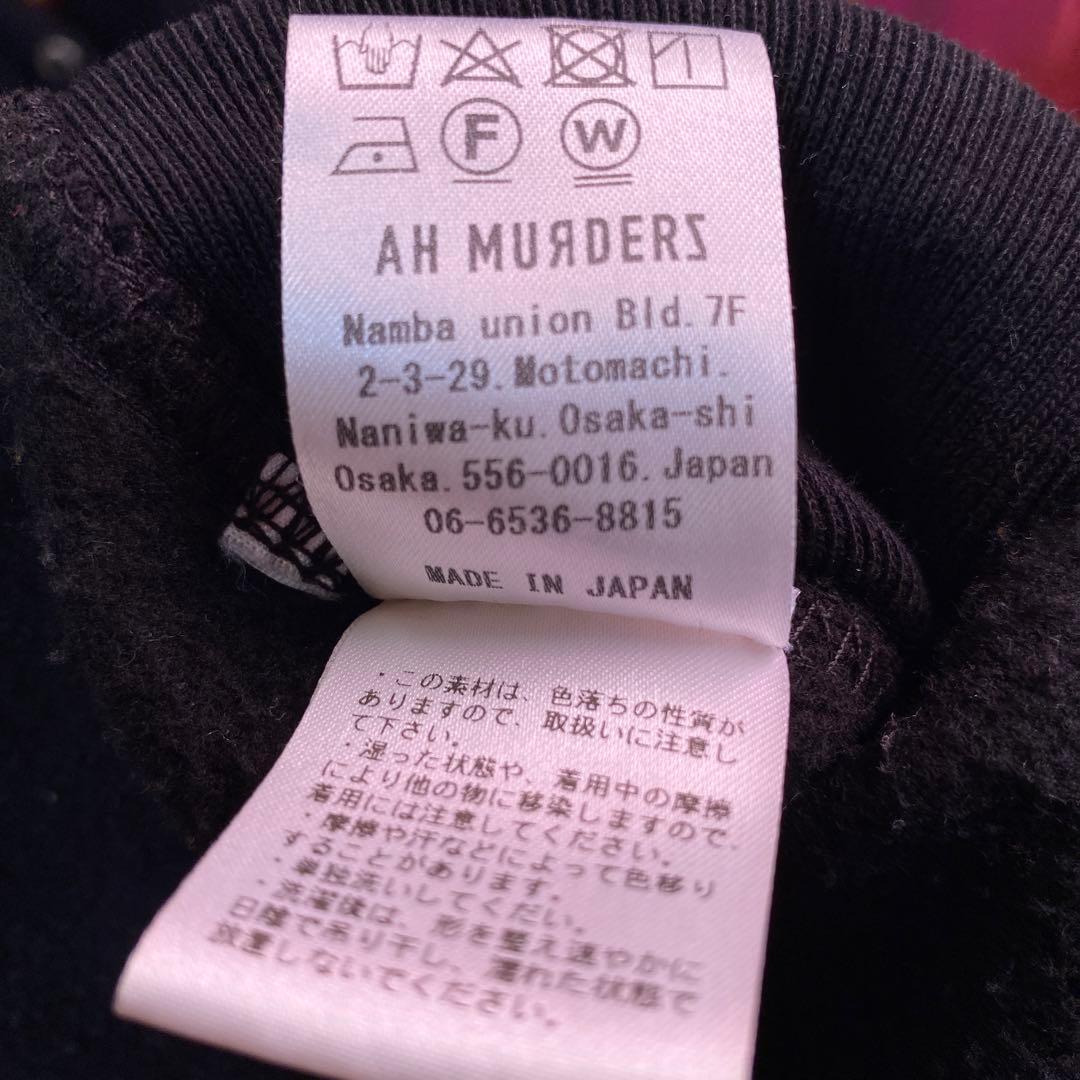 F W
AH MUЯDERZ
Namba union Bld. 7F
2-3-29. Motomachi.
Naniwa-ku. Osaka-shi
Osaka. 556-0016. Japan
06-6536-8815
MADE IN JAPAN
・この素材は、色落ちの性質が
ありますので、取扱いに注意し
て下さい。
・湿った状態や、着用中の摩擦
により他の物に移染しますので、
着用には注意してください。
・摩擦や汗などによって色移り
することがあります。
・単独洗いしてくだい。
・洗濯後は、形を整え速やかに
日陰で吊り干し、濡れた状態で
放置しないでください。